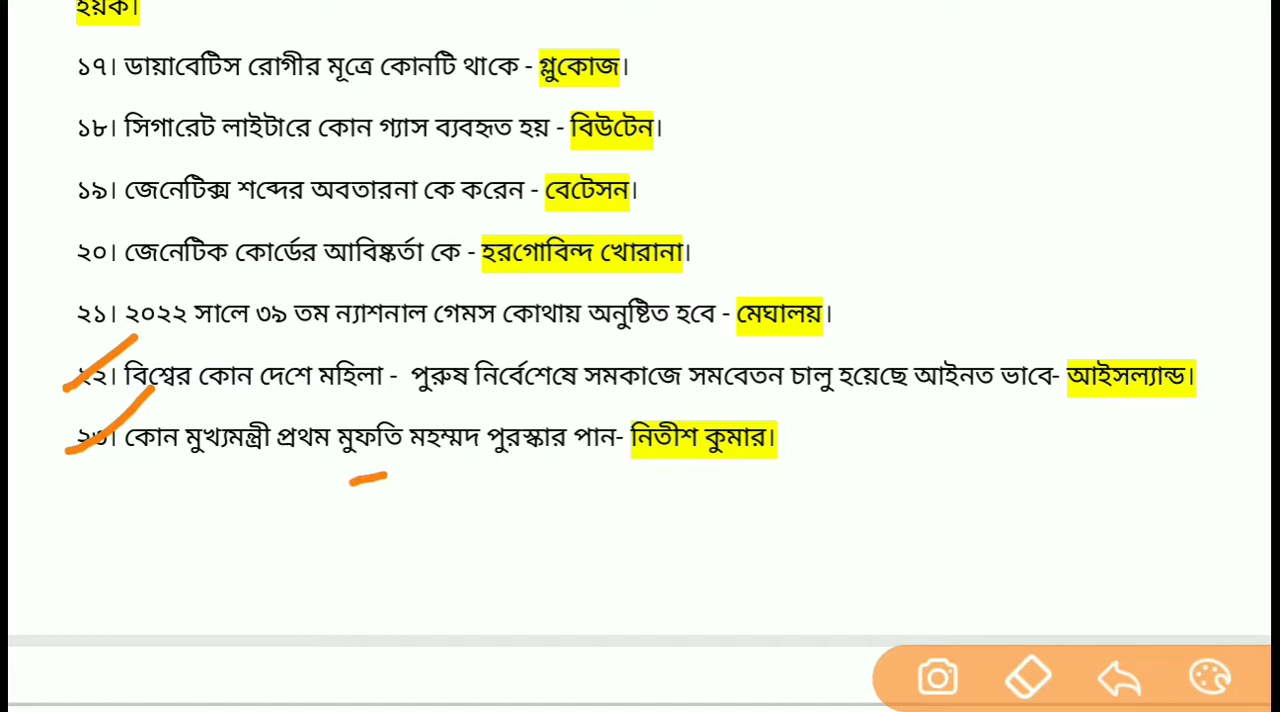 হয়ক।
১৭। ডায়াবেটিস রোগীর মূত্রে কোনটি থাকে - গ্লুকোজ।
১৮। সিগারেট লাইটারে কোন গ্যাস ব্যবহৃত হয় - বিউটেন।
১৯। জেনেটিক্স শব্দের অবতারনা কে করেন - বেটেসন।
২০। জেনেটিক কোর্ডের আবিষ্কর্তা কে - হরগোবিন্দ খোরানা।
২১। ২০২২ সালে ৩৯ তম ন্যাশনাল গেমস কোথায় অনুষ্টিত হবে - মেঘালয়।
২২। বিশ্বের কোন দেশে মহিলা - পুরুষ নির্বেশেষে সমকাজে সমবেতন চালু হয়েছে আইনত ভাবে- আইসল্যান্ড।
২৩। কোন মুখ্যমন্ত্রী প্রথম মুফতি মহম্মদ পুরস্কার পান- নিতীশ কুমার।